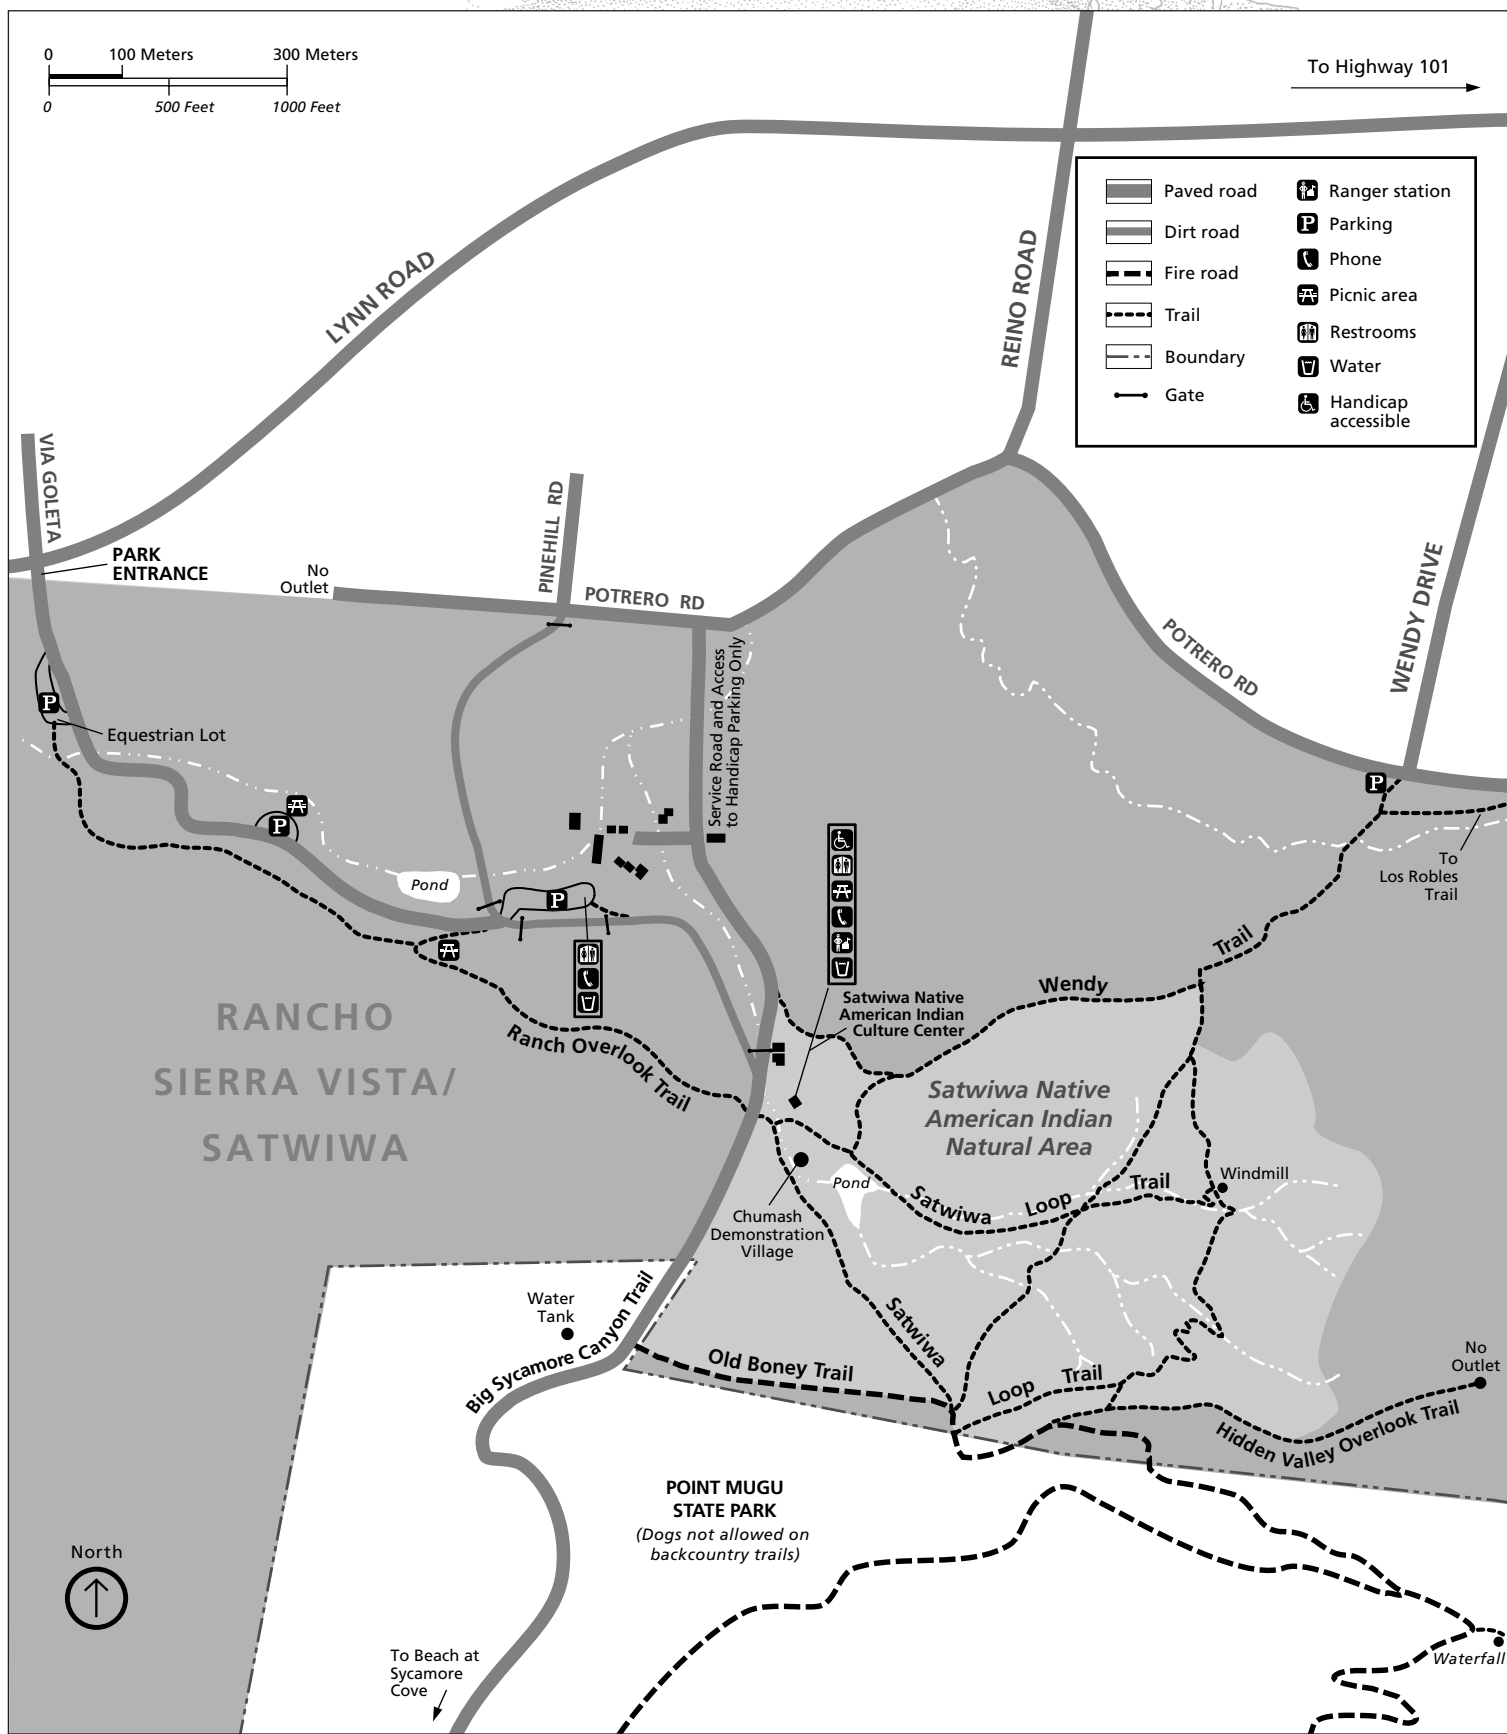 0
100 Meters
300 Meters
0
500 Feet
1000 Feet
To Highway 101
Paved road
Dirt road
Fire road
Trail
Boundary
Gate
Ranger station
P
Parking
Phone
Picnic area
Restrooms
Water
Handicap
accessible
LYNN ROAD
REINO ROAD
VIA GOLETA
PARK
ENTRANCE
No
Outlet
PINEHILL RD
POTRERO RD
POTRERO RD
WENDY DRIVE
Service Road and Access
to Handicap Parking Only
P
Equestrian Lot
P
P
P
Pond
To
Los Robles
Trail
Wendy
Trail
Satwiwa Native
American Indian
Culture Center
RANCHO
SIERRA VISTA/
SATWIWA
Ranch Overlook Trail
Satwiwa Native
American Indian
Natural Area
Pond
Satwiwa
Loop
Trail
Windmill
Chumash
Demonstration
Village
Water
Tank
Big Sycamore Canyon Trail
Satwiwa
Loop
Trail
Old Boney Trail
No
Outlet
Hidden Valley Overlook Trail
POINT MUGU
STATE PARK
(Dogs not allowed on
backcountry trails)
North
To Beach at
Sycamore
Cove
Waterfall